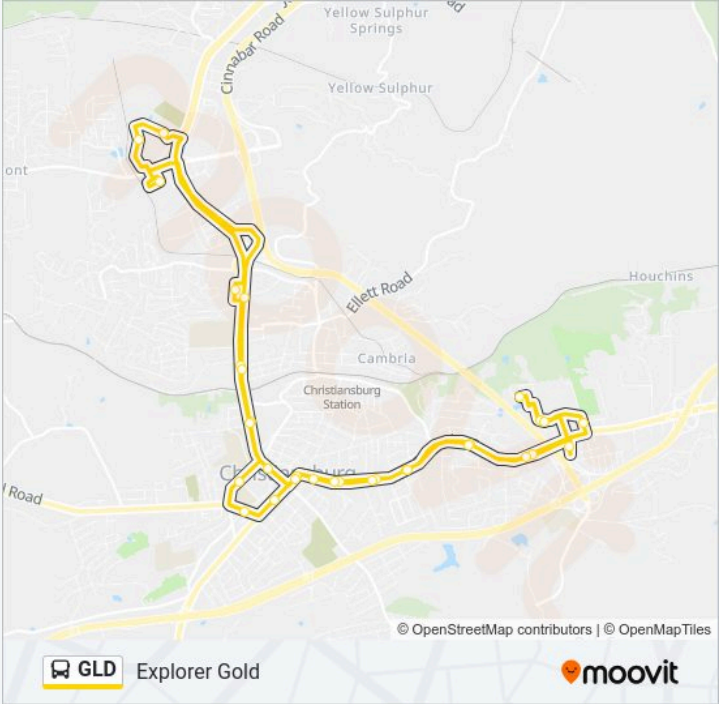 Yellow Sulphur
Springs
Cinnabar Road
Yellow Sulphur
ont
Houchins
Ellett Road
Cambria
Christiansburg
Station
Christiansburg
Road
© OpenStreetMap contributors | © OpenMapTiles
GLD Explorer Gold
moovit